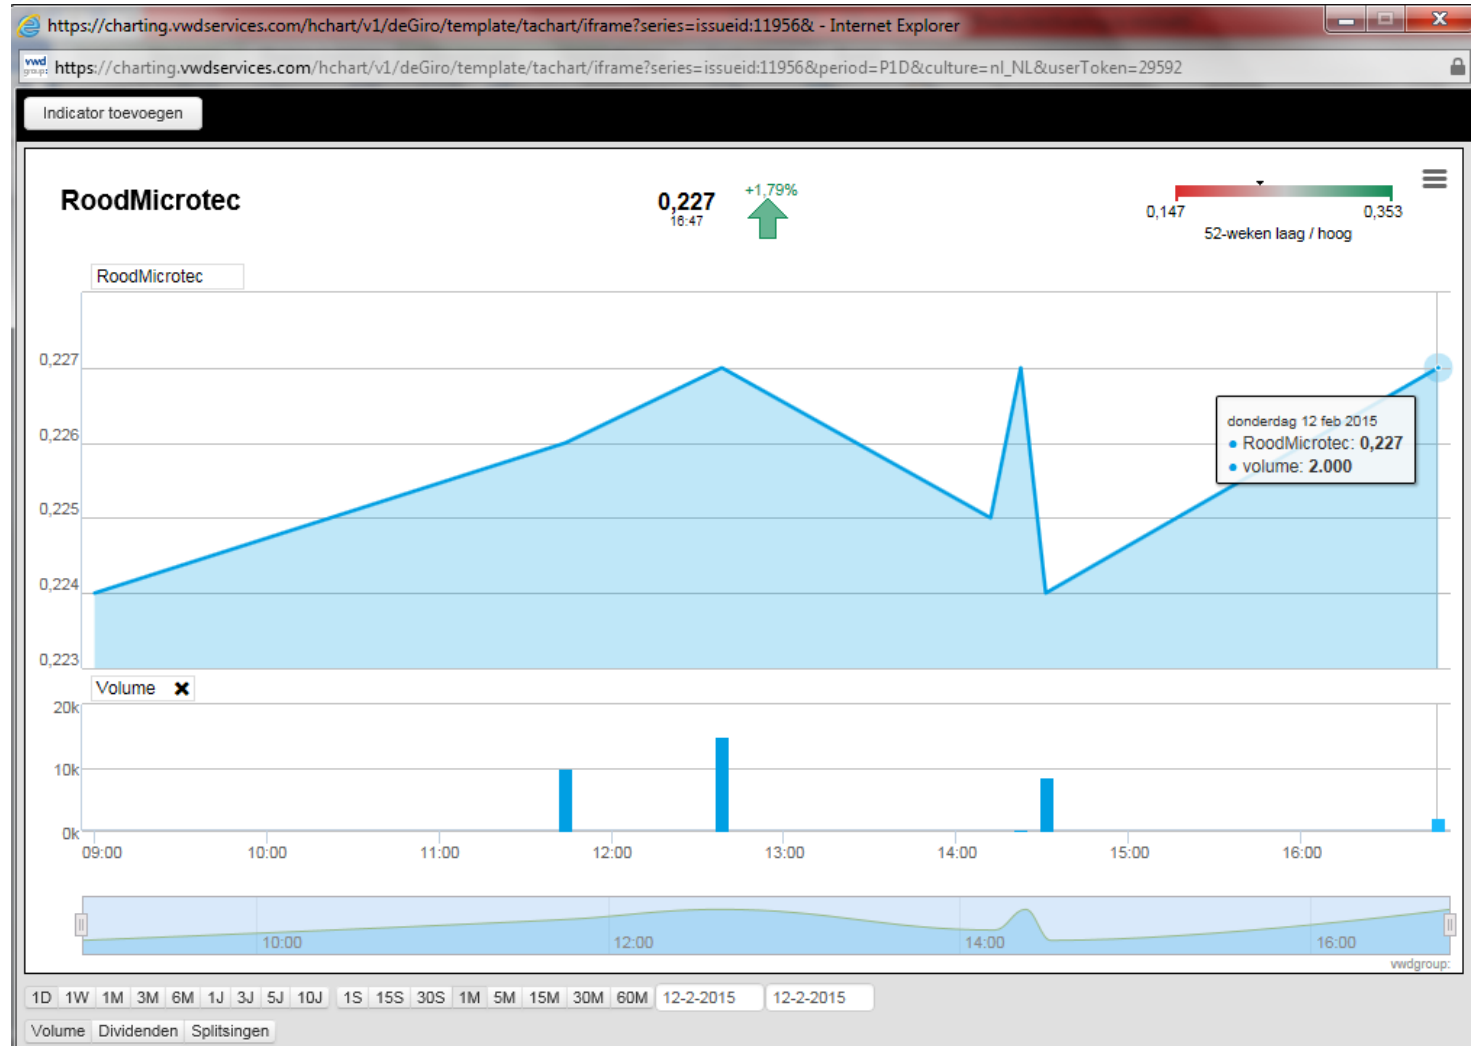 https://charting.vwdservices.com/hchart/v1/deGiro/template/tachart/iframe?series=issueid:11956& - Internet Explorer
vwd group: https://charting.vwdservices.com/hchart/v1/deGiro/template/tachart/iframe?series=issueid:11956&period=P1D&culture=nl_NL&userToken=29592
Indicator toevoegen
RoodMicrotec
0,227
16:47
+1,79%
0,147 0,353
52-weken laag / hoog
RoodMicrotec
0,227
0,226
0,225
0,224
0,223
donderdag 12 feb 2015
RoodMicrotec: 0,227
volume: 2.000
Volume
20k
10k
0k
09:00 10:00 11:00 12:00 13:00 14:00 15:00 16:00
10:00 12:00 14:00 16:00
vwdgroup:
1D 1W 1M 3M 6M 1J 3J 5J 10J 1S 15S 30S 1M 5M 15M 30M 60M 12-2-2015 12-2-2015
Volume Dividenden Splitsingen